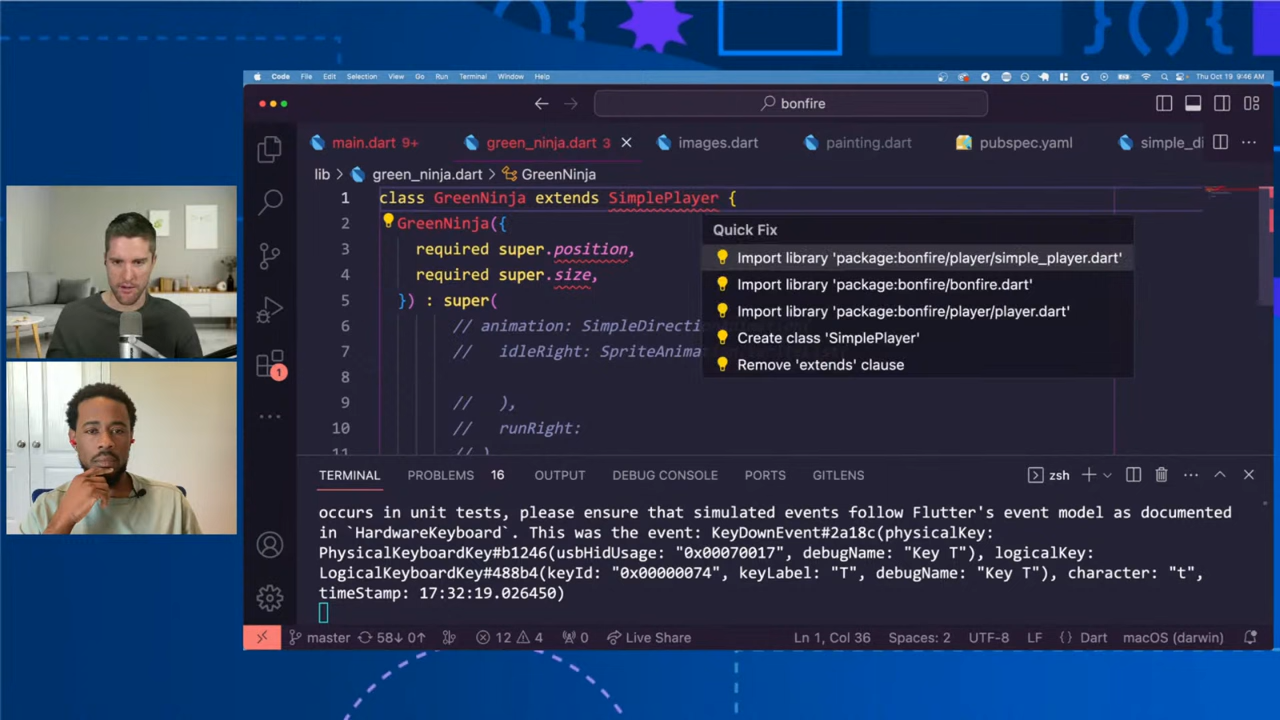 Code File Edit Selection View Go Run Terminal Window Help Thu Oct 19 9:46 AM
bonfire
main.dart 9+ green_ninja.dart 3 images.dart painting.dart pubspec.yaml simple_di
lib > green_ninja.dart > GreenNinja
1 class GreenNinja extends SimplePlayer {
2 GreenNinja({
3 required super.position,
4 required super.size,
5 }) : super(
6 // animation: SimpleDirecti
7 // idleRight: SpriteAnima
8
9 // ),
10 // runRight:
11 // )
Quick Fix
Import library 'package:bonfire/player/simple_player.dart'
Import library 'package:bonfire/bonfire.dart'
Import library 'package:bonfire/player/player.dart'
Create class 'SimplePlayer'
Remove 'extends' clause
1
TERMINAL PROBLEMS 16 OUTPUT DEBUG CONSOLE PORTS GITLENS zsh
occurs in unit tests, please ensure that simulated events follow Flutter's event model as documented
in `HardwareKeyboard`. This was the event: KeyDownEvent#2a18c(physicalKey:
PhysicalKeyboardKey#b1246(usbHidUsage: "0x00070017", debugName: "Key T"), logicalKey:
LogicalKeyboardKey#488b4(keyId: "0x00000074", keyLabel: "T", debugName: "Key T"), character: "t",
timeStamp: 17:32:19.026450)
master 58↓ 0↑ 12 4 0 Live Share Ln 1, Col 36 Spaces: 2 UTF-8 LF {} Dart macOS (darwin)